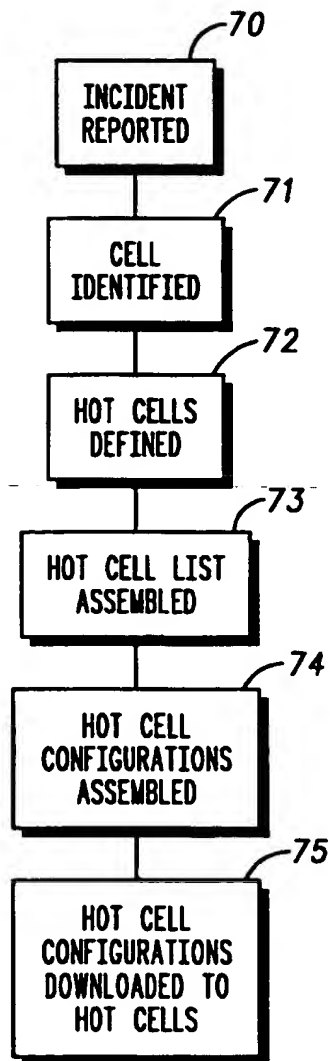 70
INCIDENT
REPORTED
71
CELL
IDENTIFIED
72
HOT CELLS
DEFINED
73
HOT CELL LIST
ASSEMBLED
74
HOT CELL
CONFIGURATIONS
ASSEMBLED
75
HOT CELL
CONFIGURATIONS
DOWNLOADED TO
HOT CELLS